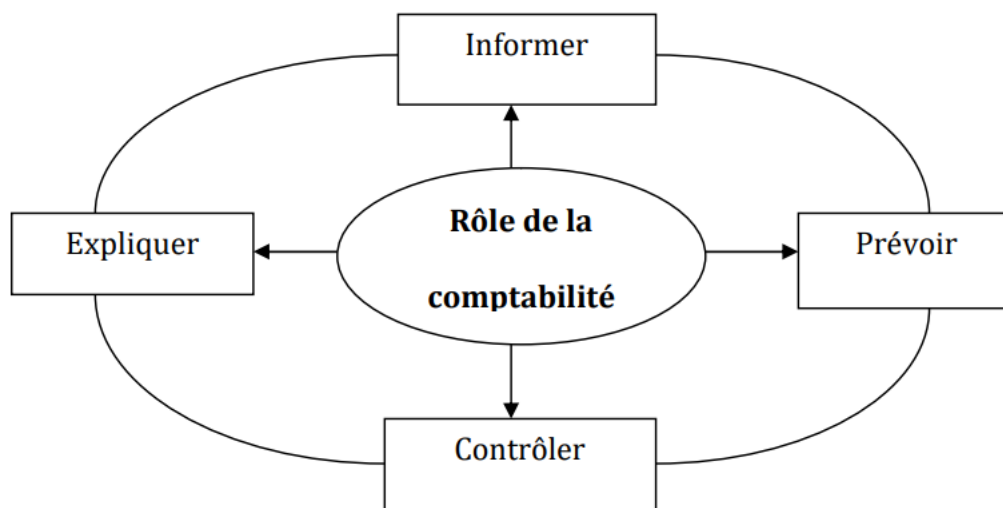 Informer
Expliquer
Rôle de la
comptabilité
Prévoir
Contrôler